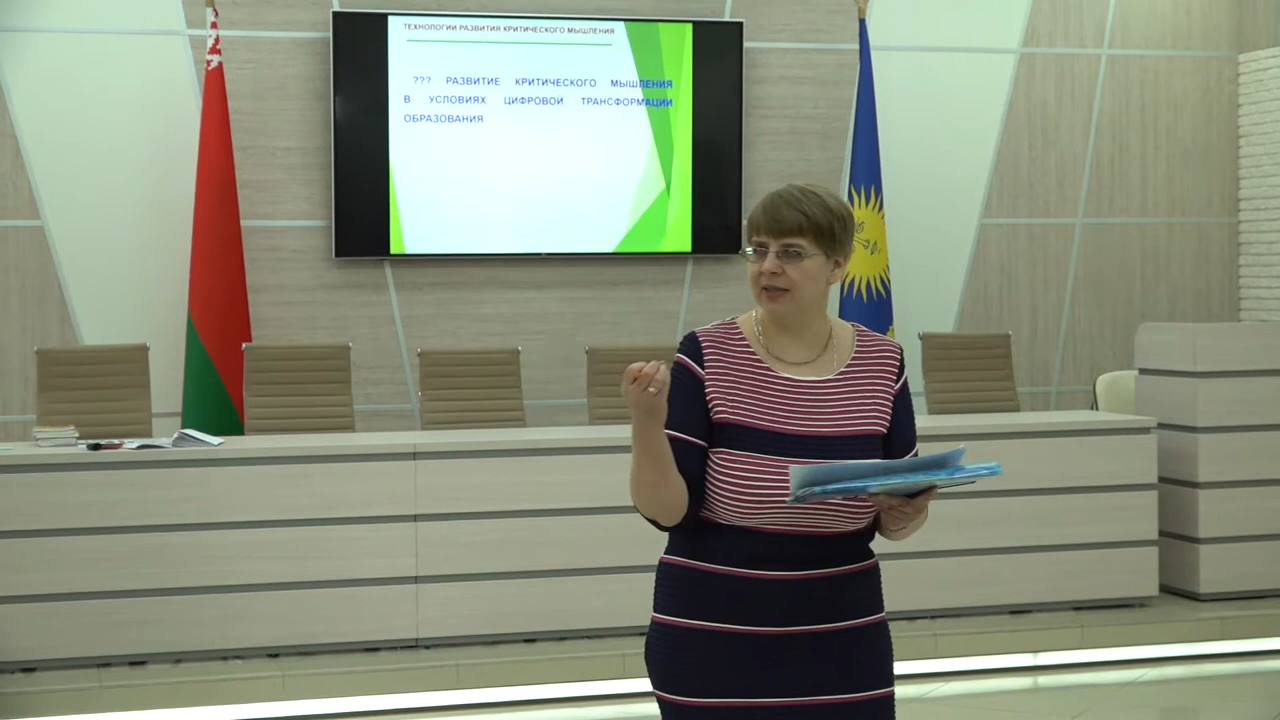 ТЕХНОЛОГИИ РАЗВИТИЯ КРИТИЧЕСКОГО МЫШЛЕНИЯ
??? РАЗВИТИЕ КРИТИЧЕСКОГО МЫШЛЕНИЯ
В УСЛОВИЯХ ЦИФРОВОЙ ТРАНСФОРМАЦИИ
ОБРАЗОВАНИЯ